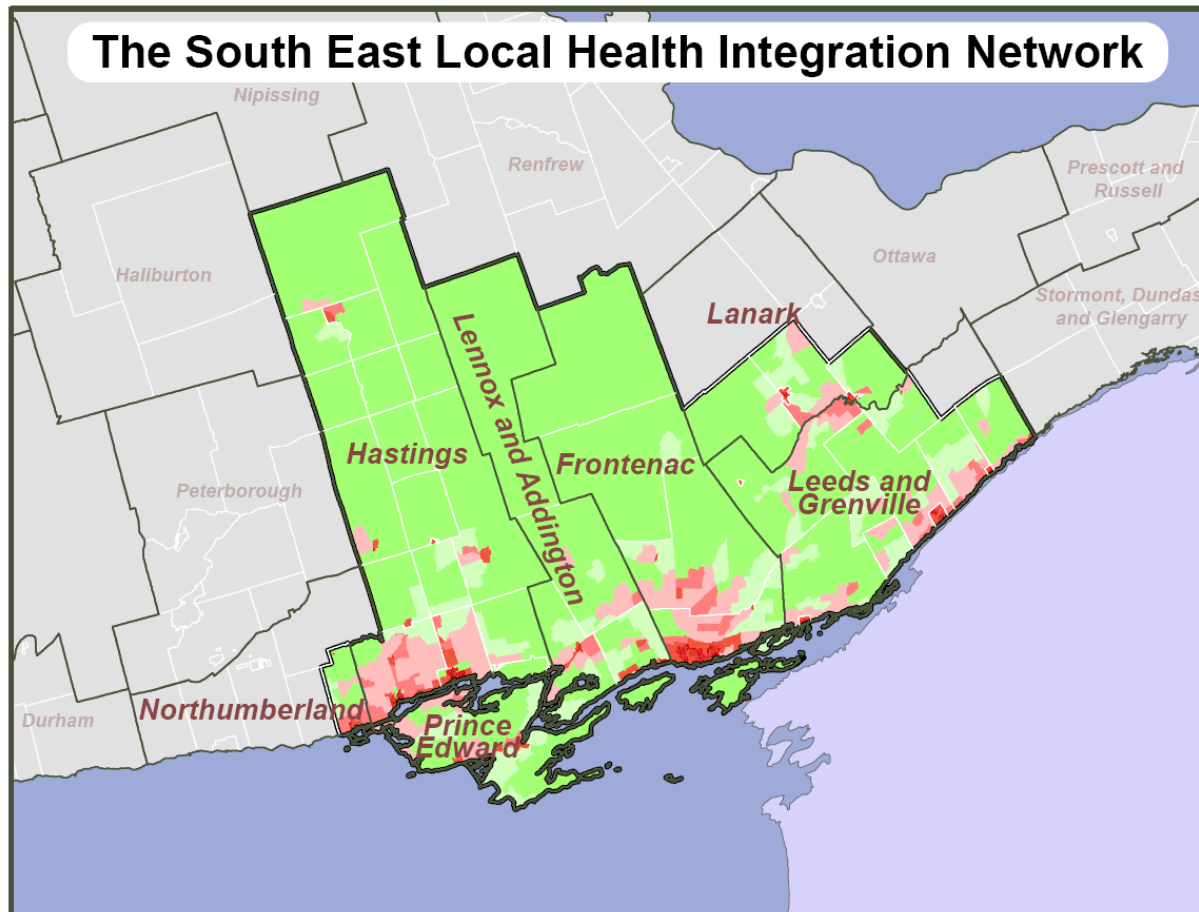 The South East Local Health Integration Network
Nipissing
Renfrew
Prescott and
Russell
Haliburton
Ottawa
Stormont, Dundas
and Glengarry
Lanark
Lennox and Addington
Hastings
Frontenac
Leeds and
Grenville
Peterborough
Northumberland
Durham
Prince
Edward